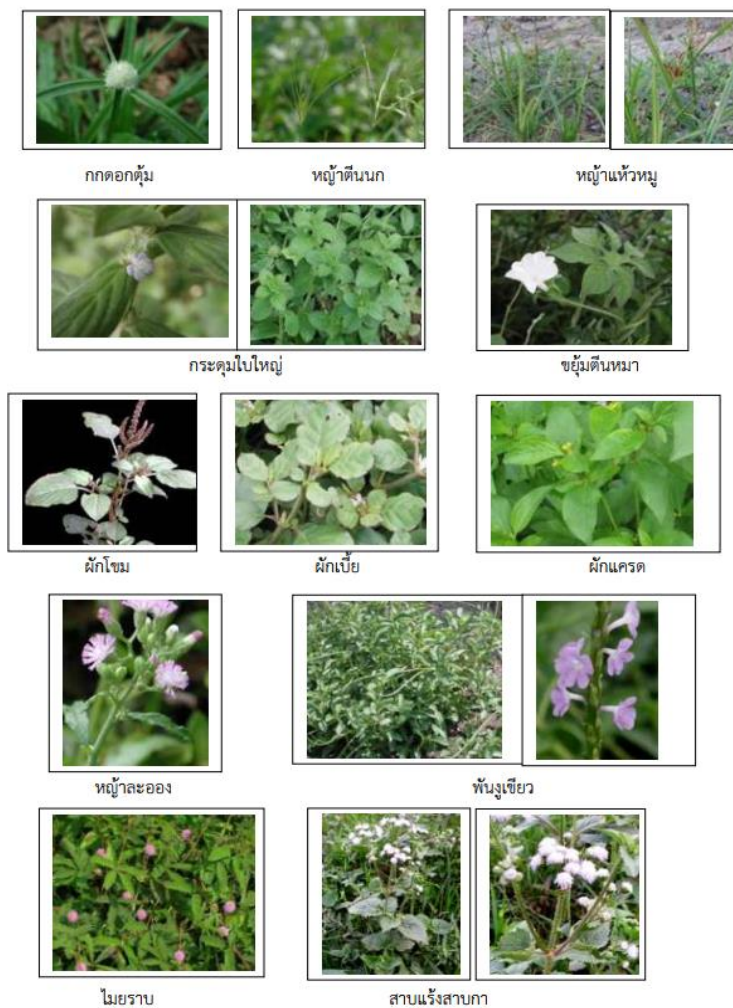 กกดอกตุ้ม
หญ้าตีนนก
หญ้าแห้วหมู
กระดุมใบใหญ่
ขยุ้มตีนหมา
ผักโขม
ผักเบี้ย
ผักแครด
หญ้าละออง
พันงูเขียว
ไมยราบ
สาบแร้งสาบกา